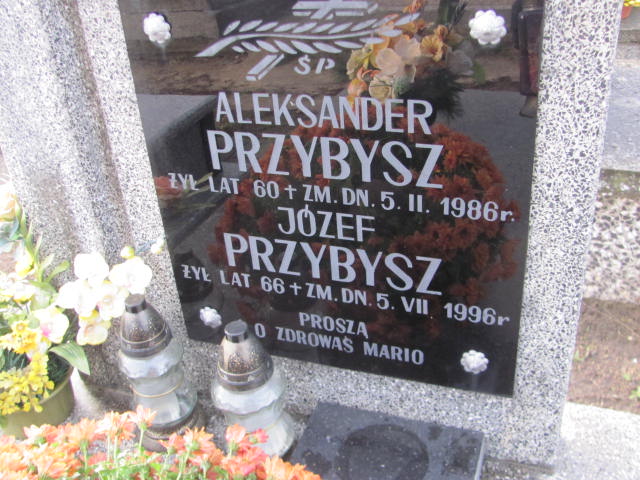 ŚP
ALEKSANDER
PRZYBYSZ
ŻYŁ LAT 60 + ZM. DN. 5. II. 1986r.
JÓZEF
PRZYBYSZ
ŻYŁ LAT 66 + ZM. DN. 5. VII. 1996r
PROSZĄ
O ZDROWAŚ MARIO